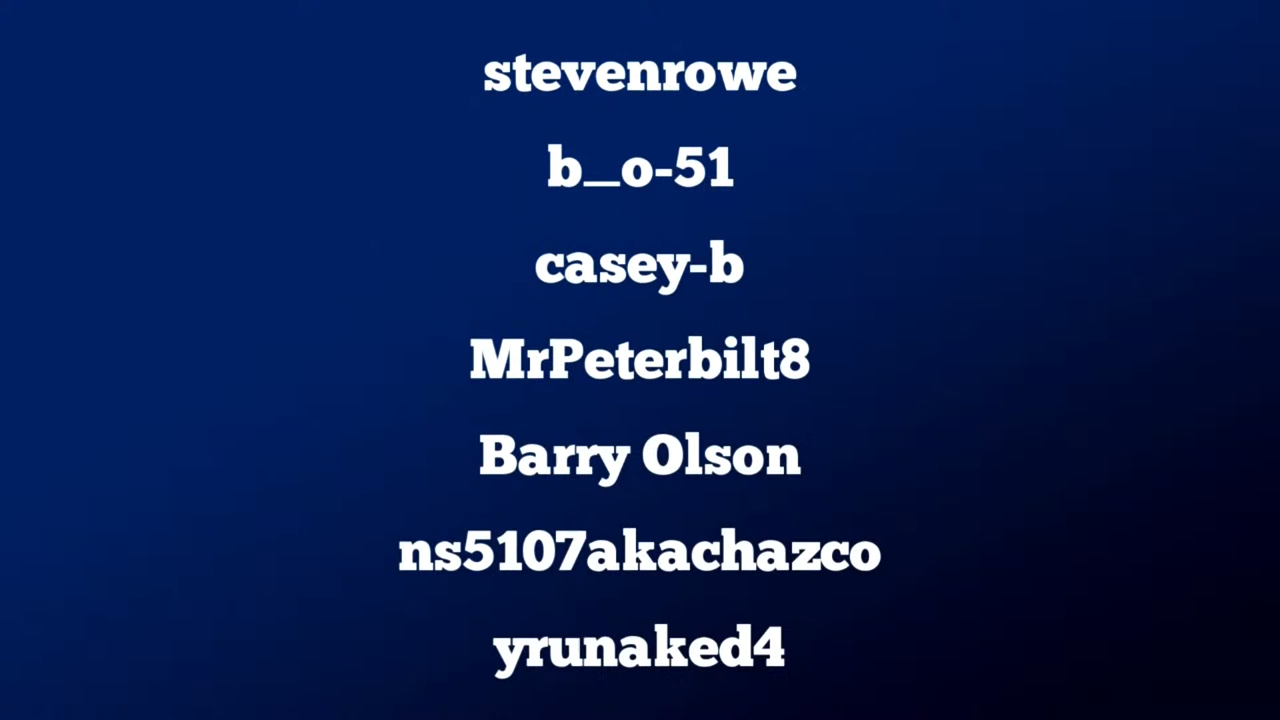 stevenrowe
b_o-51
casey-b
MrPeterbilt8
Barry Olson
ns5107akachazco
yrunaked4